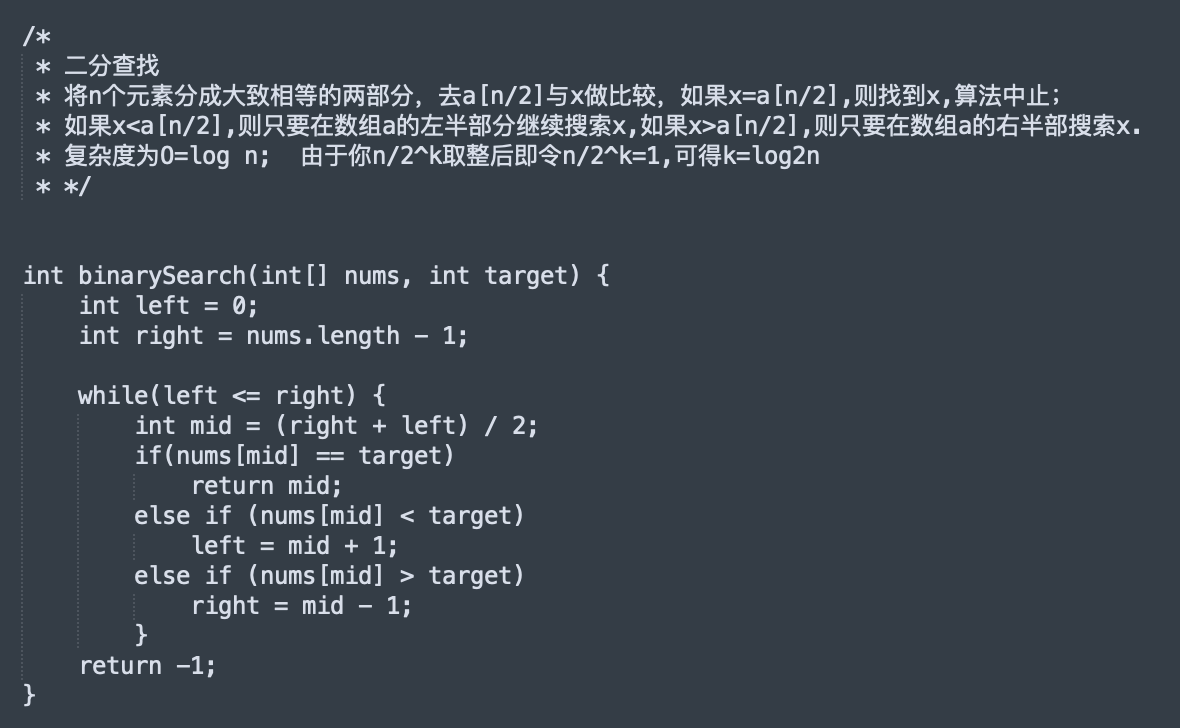 /*
 * 二分查找
 * 将n个元素分成大致相等的两部分，去a[n/2]与x做比较，如果x=a[n/2],则找到x,算法中止；
 * 如果x<a[n/2],则只要在数组a的左半部分继续搜索x,如果x>a[n/2],则只要在数组a的右半部搜索x.
 * 复杂度为O=log n;  由于你n/2^k取整后即令n/2^k=1,可得k=log2n
 * */
int binarySearch(int[] nums, int target) {
    int left = 0;
    int right = nums.length - 1;
    while(left <= right) {
        int mid = (right + left) / 2;
        if(nums[mid] == target)
            return mid;
        else if (nums[mid] < target)
            left = mid + 1;
        else if (nums[mid] > target)
            right = mid - 1;
        }
    return -1;
}